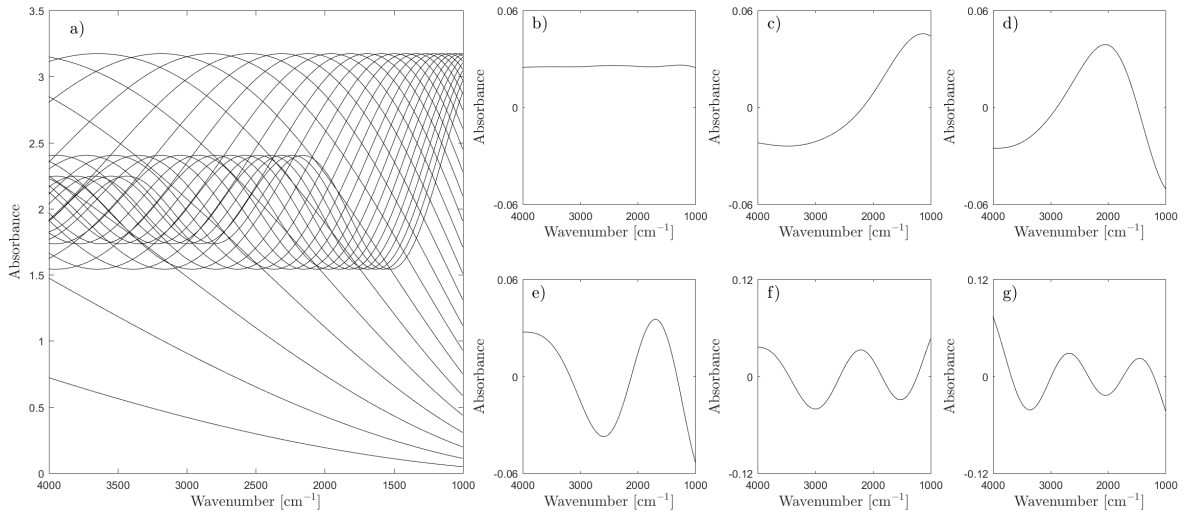 a)
Absorbance
3.5
3
2.5
2
1.5
1
0.5
0
4000 3500 3000 2500 2000 1500 1000
Wavenumber [cm⁻¹]
b)
Absorbance
0.06
0
-0.06
4000 3000 2000 1000
Wavenumber [cm⁻¹]
c)
Absorbance
0.06
0
-0.06
4000 3000 2000 1000
Wavenumber [cm⁻¹]
d)
Absorbance
0.06
0
-0.06
4000 3000 2000 1000
Wavenumber [cm⁻¹]
e)
Absorbance
0.06
0
-0.06
4000 3000 2000 1000
Wavenumber [cm⁻¹]
f)
Absorbance
0.12
0
-0.12
4000 3000 2000 1000
Wavenumber [cm⁻¹]
g)
Absorbance
0.12
0
-0.12
4000 3000 2000 1000
Wavenumber [cm⁻¹]